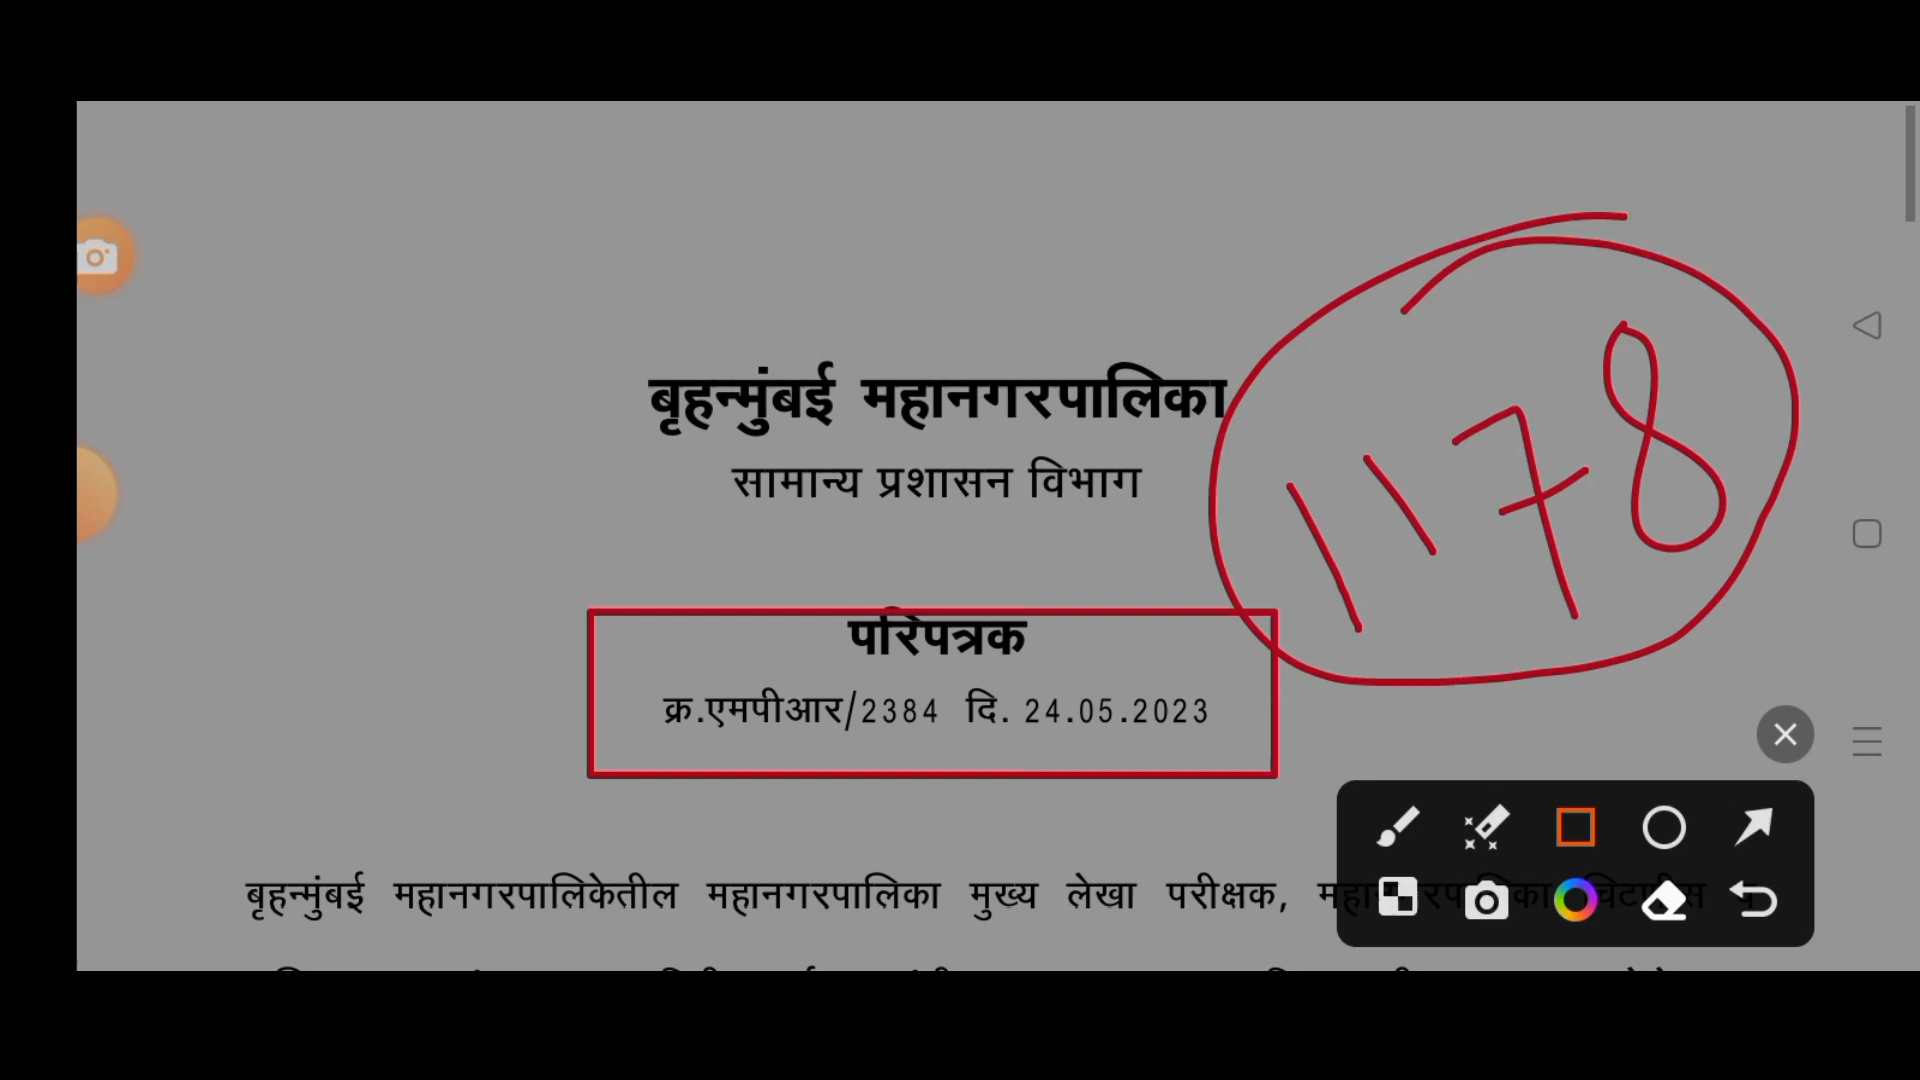 बृहन्मुंबई महानगरपालिका
सामान्य प्रशासन विभाग
1178
परिपत्रक
क्र.एमपीआर/2384 दि. 24.05.2023
बृहन्मुंबई महानगरपालिकेतील महानगरपालिका मुख्य लेखा परीक्षक,